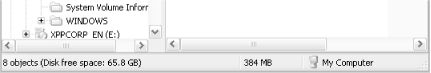 System Volume Infor
WINDOWS
XPPCORP_EN (E:)
8 objects (Disk free space: 65.8 GB)
384 MB
My Computer